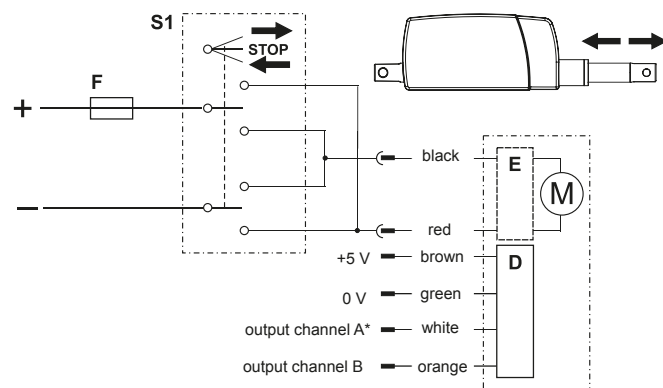 S1
STOP
F
+
–
black
E
M
red
+5 V
brown
D
0 V
green
output channel A*
white
output channel B
orange